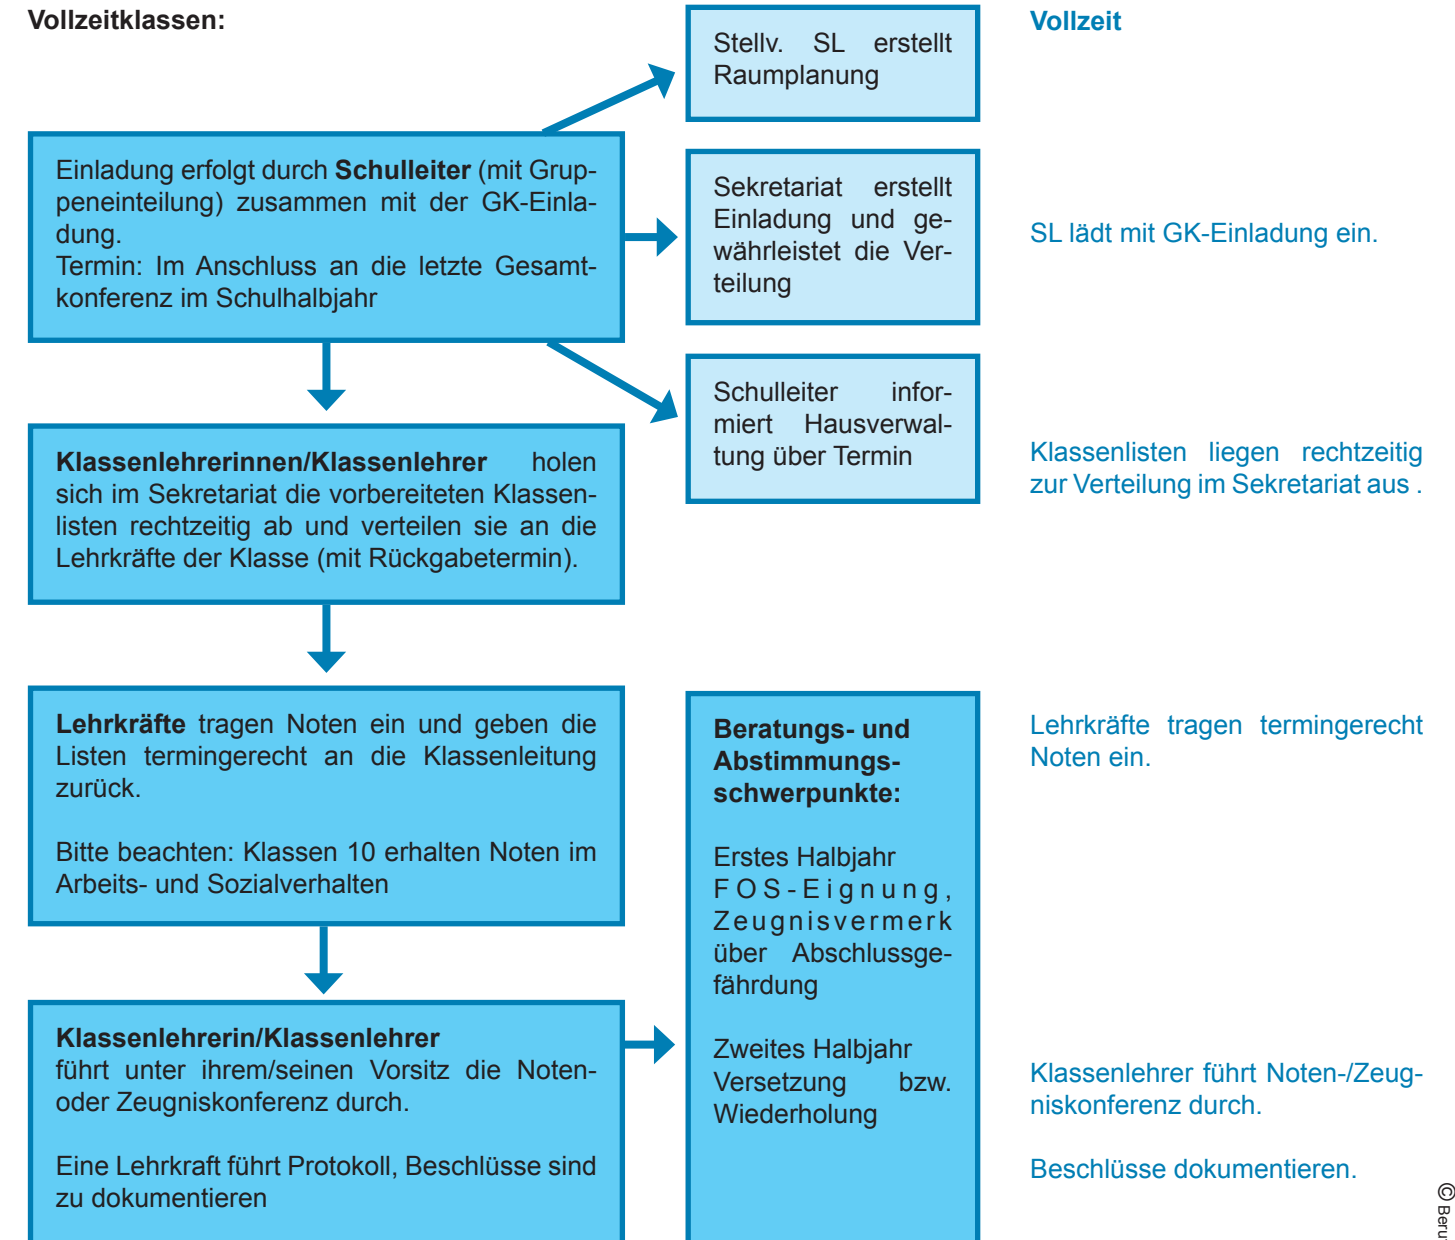 Vollzeitklassen:
Einladung erfolgt durch Schulleiter (mit Grup-
peneinteilung) zusammen mit der GK-Einla-
dung.
Termin: Im Anschluss an die letzte Gesamt-
konferenz im Schulhalbjahr
Stellv. SL erstellt
Raumplanung
Sekretariat erstellt
Einladung und ge-
währleistet die Ver-
teilung
Schulleiter infor-
miert Hausverwal-
tung über Termin
Klassenlehrerinnen/Klassenlehrer holen
sich im Sekretariat die vorbereiteten Klassen-
listen rechtzeitig ab und verteilen sie an die
Lehrkräfte der Klasse (mit Rückgabetermin).
Lehrkräfte tragen Noten ein und geben die
Listen termingerecht an die Klassenleitung
zurück.
Bitte beachten: Klassen 10 erhalten Noten im
Arbeits- und Sozialverhalten
Klassenlehrerin/Klassenlehrer
führt unter ihrem/seinen Vorsitz die Noten-
oder Zeugniskonferenz durch.
Eine Lehrkraft führt Protokoll, Beschlüsse sind
zu dokumentieren
Beratungs- und
Abstimmungs-
schwerpunkte:
Erstes Halbjahr
FOS-Eignung,
Zeugnisvermerk
über Abschlussge-
fährdung
Zweites Halbjahr
Versetzung bzw.
Wiederholung
Vollzeit
SL lädt mit GK-Einladung ein.
Klassenlisten liegen rechtzeitig
zur Verteilung im Sekretariat aus .
Lehrkräfte tragen termingerecht
Noten ein.
Klassenlehrer führt Noten-/Zeug-
niskonferenz durch.
Beschlüsse dokumentieren.
©